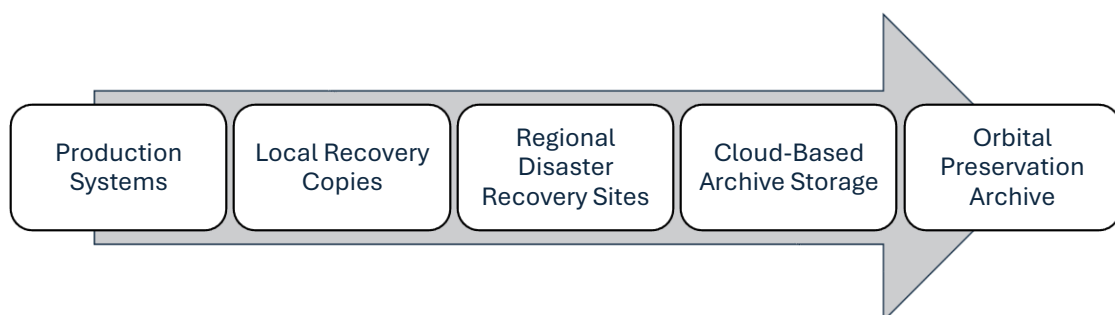 Production
Systems
Local Recovery
Copies
Regional
Disaster
Recovery Sites
Cloud-Based
Archive Storage
Orbital
Preservation
Archive